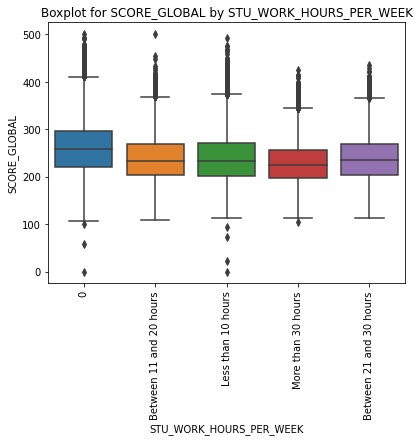 Boxplot for SCORE_GLOBAL by STU_WORK_HOURS_PER_WEEK
SCORE_GLOBAL
500
400
300
200
100
0
0
Between 11 and 20 hours
Less than 10 hours
More than 30 hours
Between 21 and 30 hours
STU_WORK_HOURS_PER_WEEK